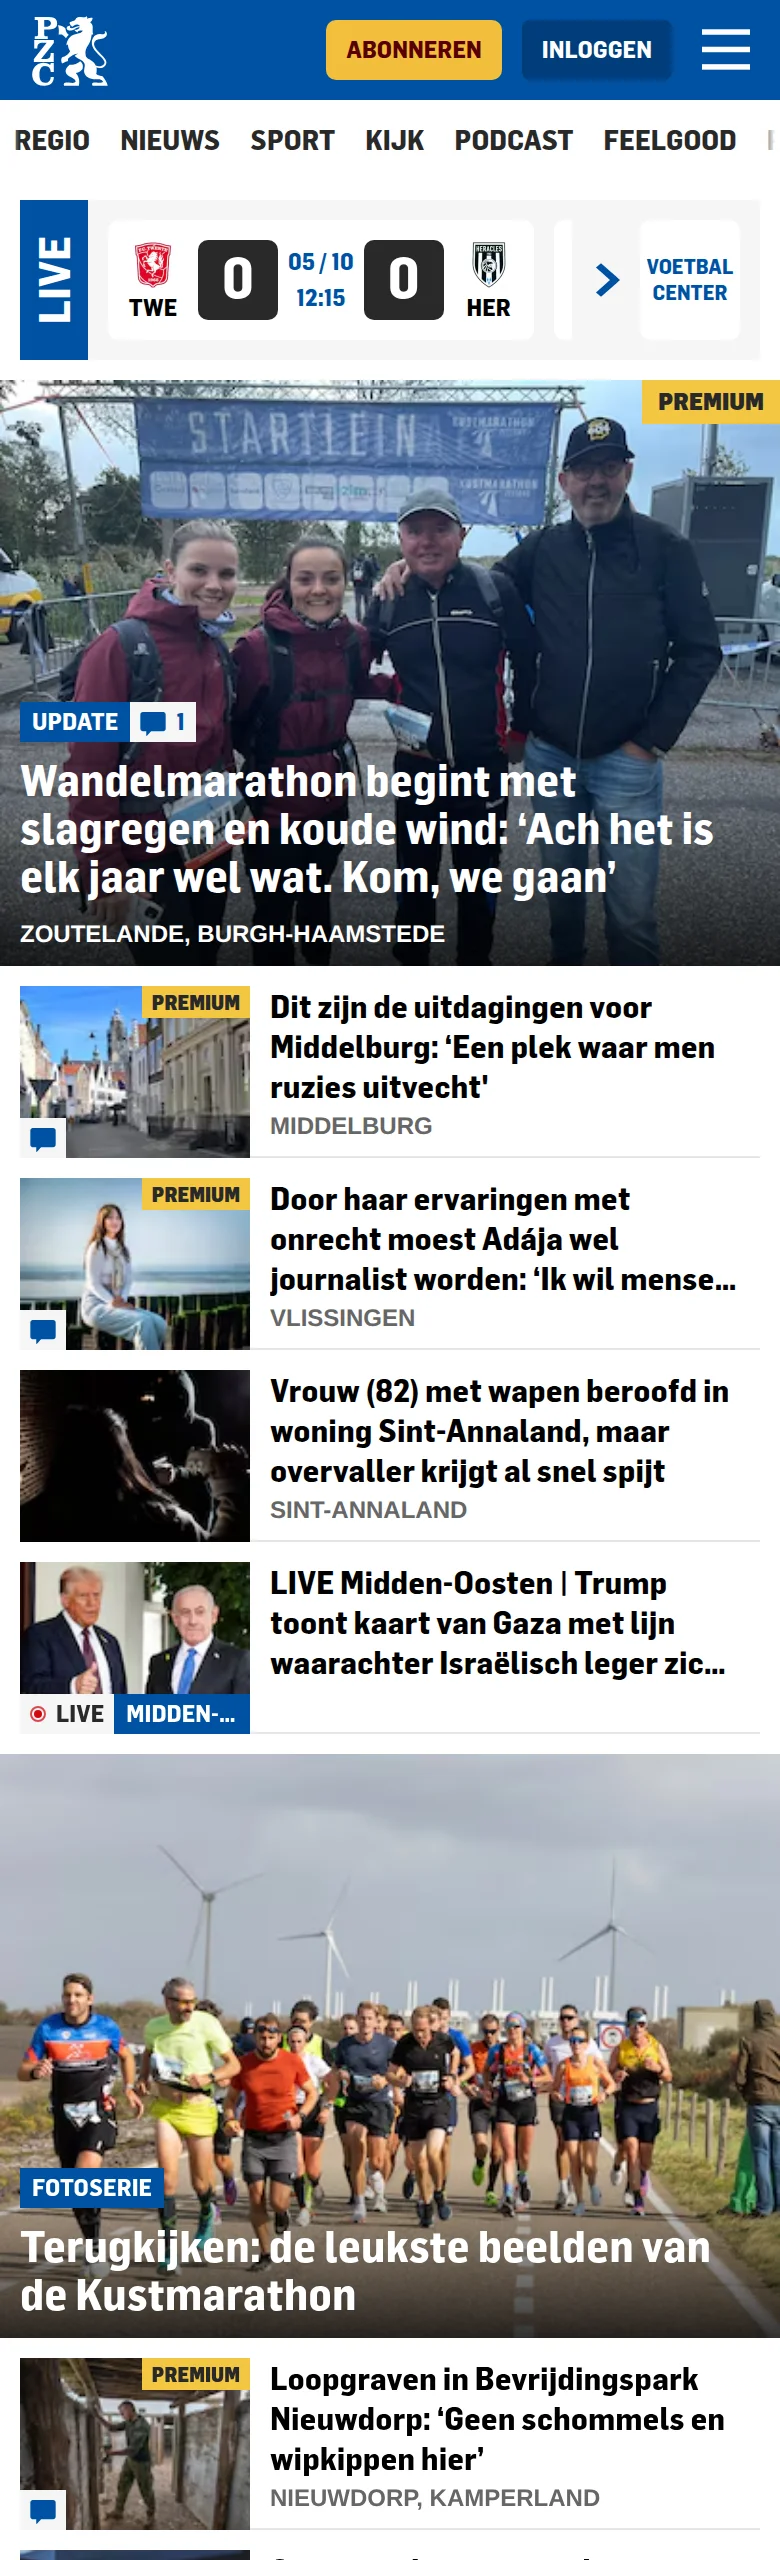 PZC
ABONNEREN
INLOGGEN
REGIO NIEUWS SPORT KIJK PODCAST FEELGOOD
LIVE
TWE
0
05 / 10
12:15
0
HERACLES
HER
VOETBAL
CENTER
PREMIUM
UPDATE
1
Wandelmarathon begint met
slagregen en koude wind: ‘Ach het is
elk jaar wel wat. Kom, we gaan’
ZOUTELANDE, BURGH-HAAMSTEDE
PREMIUM
Dit zijn de uitdagingen voor
Middelburg: ‘Een plek waar men
ruzies uitvecht'
MIDDELBURG
PREMIUM
Door haar ervaringen met
onrecht moest Adája wel
journalist worden: ‘Ik wil mense...
VLISSINGEN
Vrouw (82) met wapen beroofd in
woning Sint-Annaland, maar
overvaller krijgt al snel spijt
SINT-ANNALAND
LIVE Midden-Oosten | Trump
toont kaart van Gaza met lijn
waarachter Israëlisch leger zic...
LIVE
MIDDEN-...
FOTOSERIE
Terugkijken: de leukste beelden van
de Kustmarathon
PREMIUM
Loopgraven in Bevrijdingspark
Nieuwdorp: ‘Geen schommels en
wipkippen hier’
NIEUWDORP, KAMPERLAND